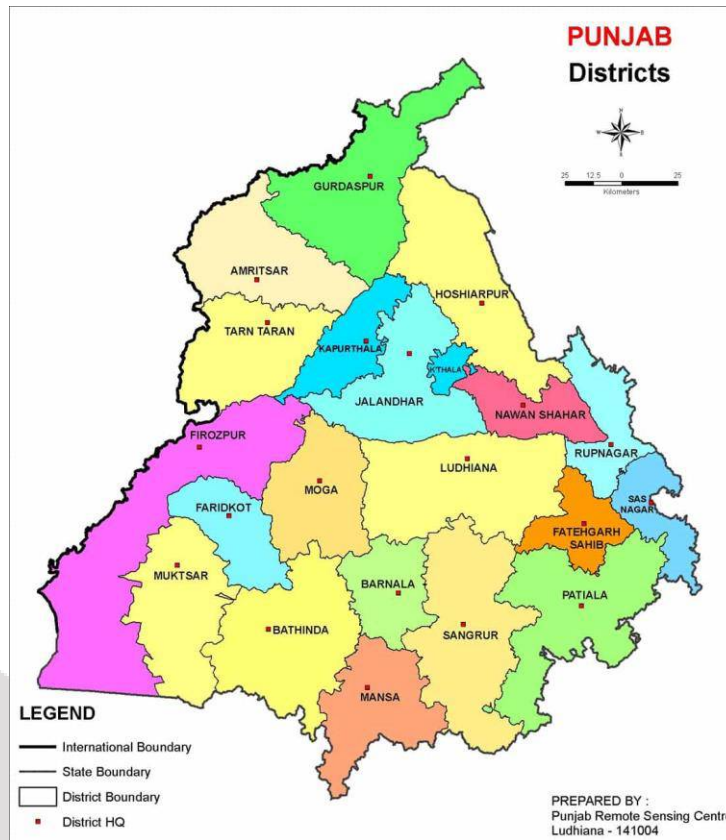 PUNJAB
Districts
N
W
E
S
25
12.5
0
25
Kilometers
GURDASPUR
AMRITSAR
HOSHIARPUR
TARN TARAN
KAPURTHALA
K'THALA
JALANDHAR
NAWAN SHAHAR
FIROZPUR
RUPNAGAR
LUDHIANA
MOGA
SAS
NAGAR
FARIDKOT
FATEHGARH
SAHIB
MUKTSAR
BARNALA
PATIALA
BATHINDA
SANGRUR
MANSA
LEGEND
International Boundary
State Boundary
District Boundary
District HQ
PREPARED BY :
Punjab Remote Sensing Centr
Ludhiana - 141004